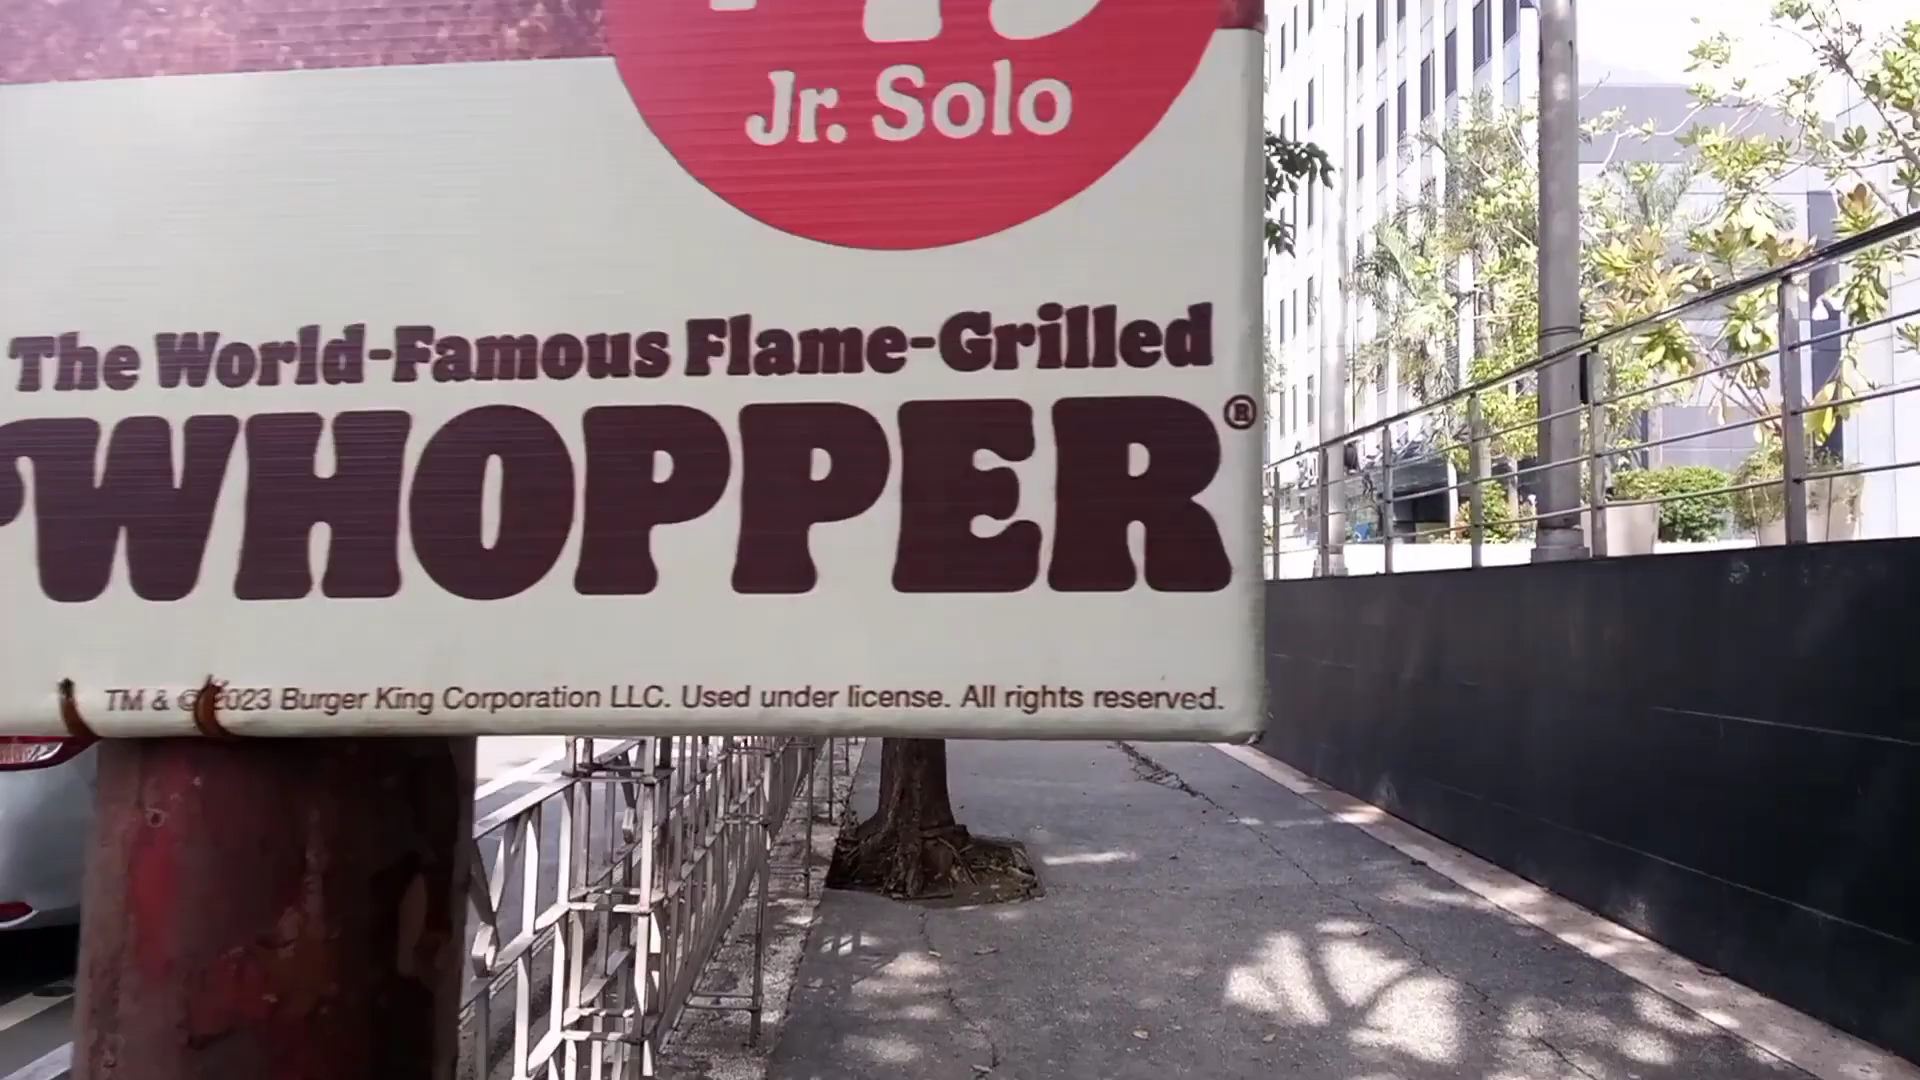 Jr. Solo
The World-Famous Flame-Grilled
WHOPPER®
TM & © 2023 Burger King Corporation LLC. Used under license. All rights reserved.